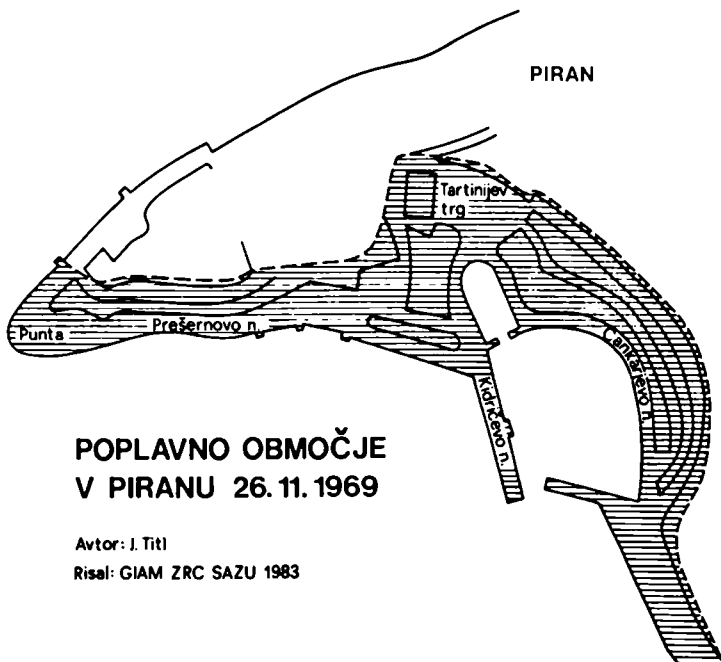 PIRAN
Tartinijev
trg
Punta
Prešernovo n.
Cankarjevo n.
Kidričevo n.
POPLAVNO OBMOČJE
V PIRANU 26.11.1969
Avtor: J. Titl
Risal: GIAM ZRC SAZU 1983